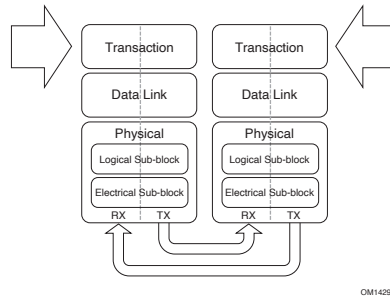 Transaction Transaction
Data Link Data Link
Physical Physical
Logical Sub-block Logical Sub-block
Electrical Sub-block Electrical Sub-block
RX TX RX TX
OM1429